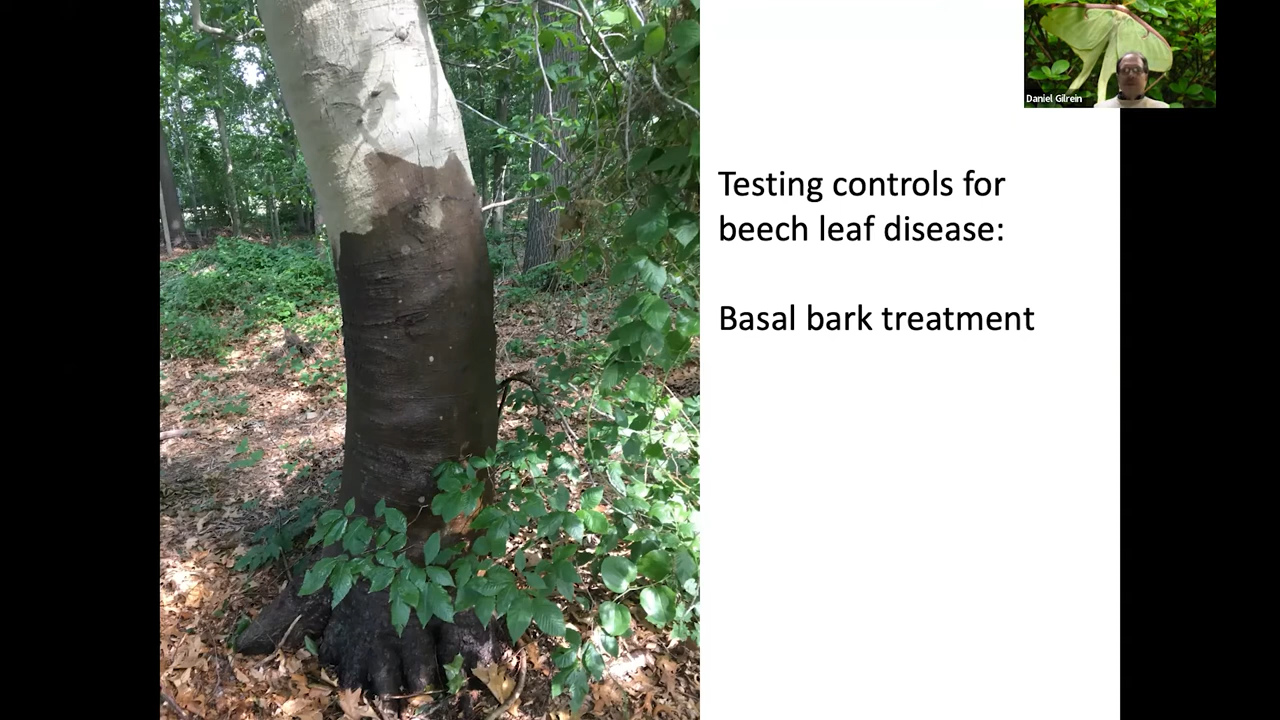 Daniel Gilrein
Testing controls for
beech leaf disease:
Basal bark treatment